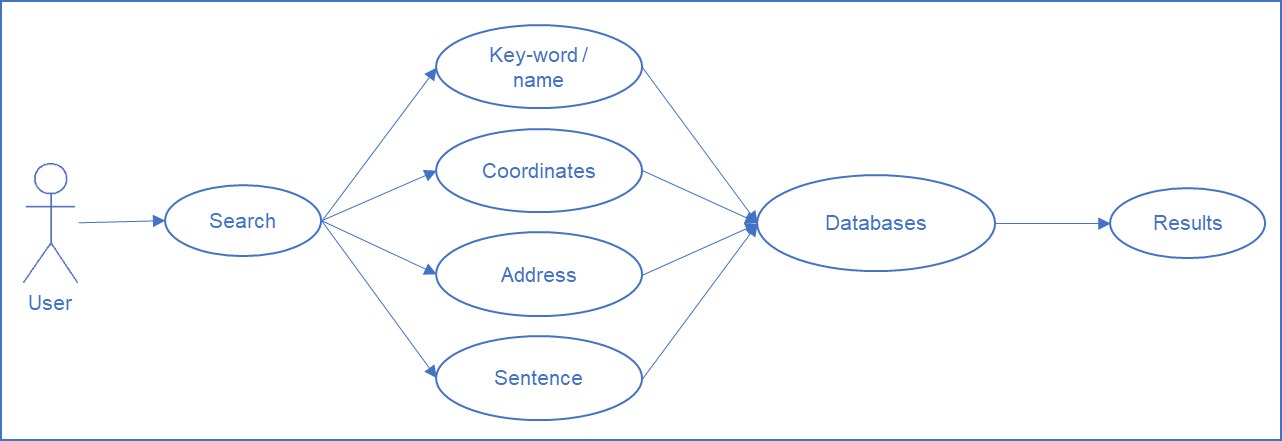 Key-word /
name
Coordinates
Search
Databases
Results
Address
User
Sentence